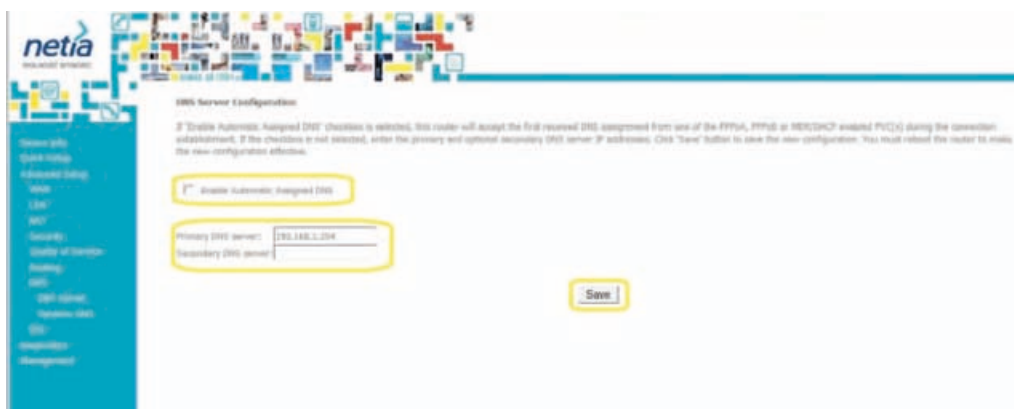 netia
DNS Server Configuration
If 'Enable Automatic Assigned DNS' checkbox is selected, this router will accept the first received DNS assignment from one of the PPPoA, PPPoE or MER/DHCP enabled PVC(s) during the connection
establishment. If the checkbox is not selected, enter the primary and optional secondary DNS server IP addresses. Click 'Save' button to save the new configuration. You must reboot the router to make
the new configuration effective.
Device Info
Quick Setup
Advanced Setup
WAN
LAN
NAT
Security
Quality of Service
Routing
DNS
DNS Server
Dynamic DNS
DSL
Diagnostics
Management
Enable Automatic Assigned DNS
Primary DNS server:
Secondary DNS server:
Save